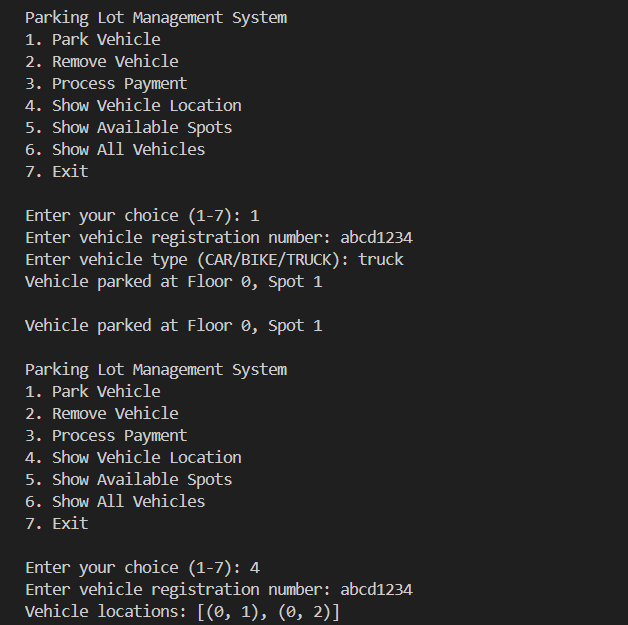 Parking Lot Management System
1. Park Vehicle
2. Remove Vehicle
3. Process Payment
4. Show Vehicle Location
5. Show Available Spots
6. Show All Vehicles
7. Exit
Enter your choice (1-7): 1
Enter vehicle registration number: abcd1234
Enter vehicle type (CAR/BIKE/TRUCK): truck
Vehicle parked at Floor 0, Spot 1
Vehicle parked at Floor 0, Spot 1
Parking Lot Management System
1. Park Vehicle
2. Remove Vehicle
3. Process Payment
4. Show Vehicle Location
5. Show Available Spots
6. Show All Vehicles
7. Exit
Enter your choice (1-7): 4
Enter vehicle registration number: abcd1234
Vehicle locations: [(0, 1), (0, 2)]